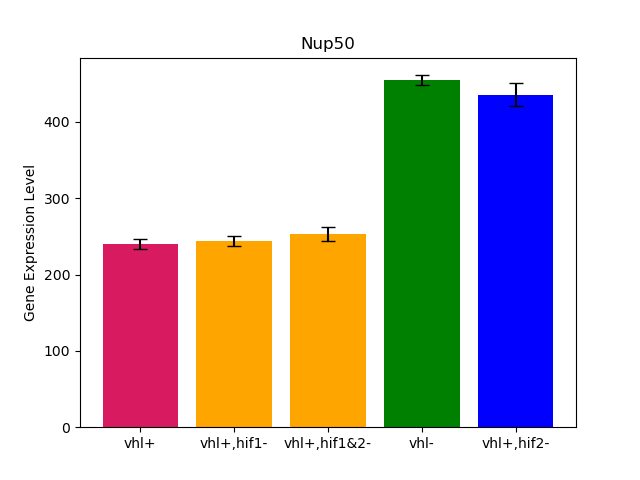 Nup50
Gene Expression Level
400
300
200
100
0
vhl+ vhl+,hif1- vhl+,hif1&2- vhl- vhl+,hif2-